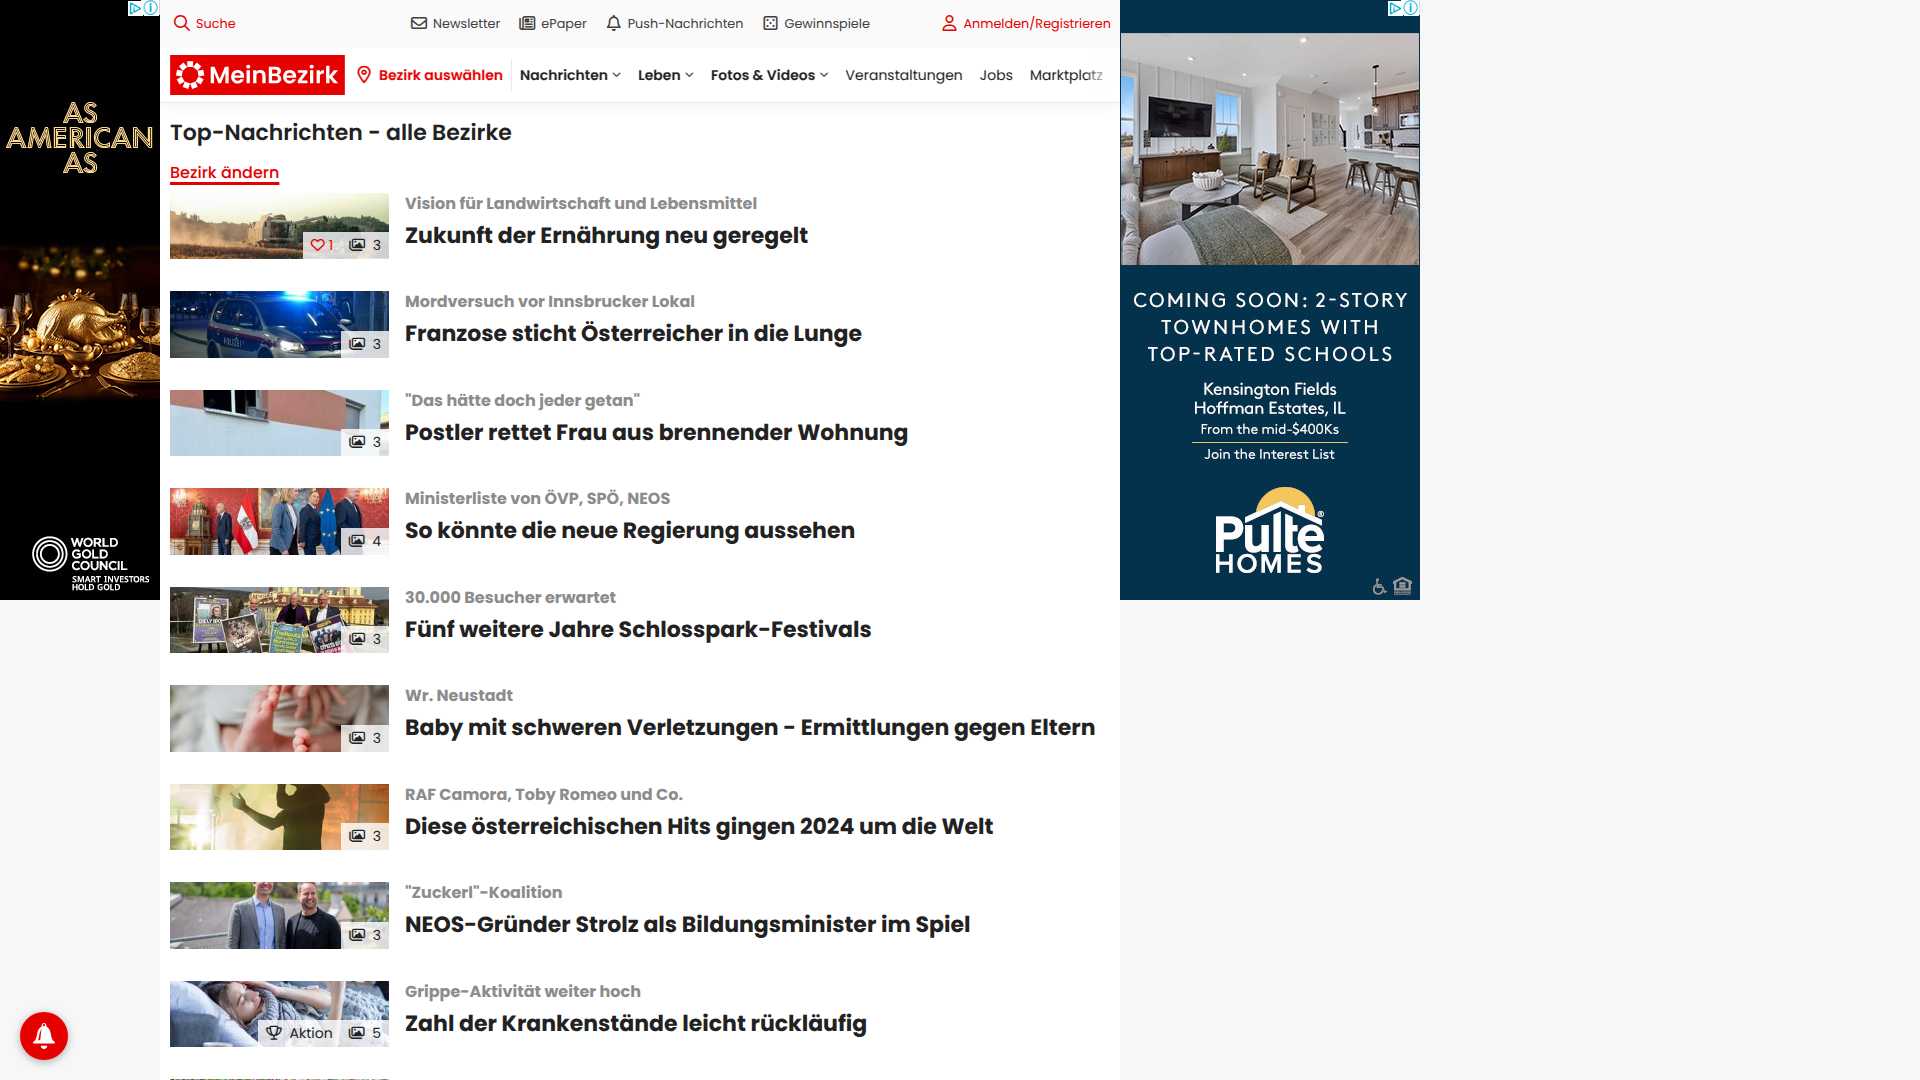 Suche
Newsletter
ePaper
Push-Nachrichten
Gewinnspiele
Anmelden/Registrieren
MeinBezirk
Bezirk auswählen
Nachrichten
Leben
Fotos & Videos
Veranstaltungen
Jobs
Marktplatz
Top-Nachrichten - alle Bezirke
Bezirk ändern
Vision für Landwirtschaft und Lebensmittel
Zukunft der Ernährung neu geregelt
1
3
Mordversuch vor Innsbrucker Lokal
Franzose sticht Österreicher in die Lunge
3
"Das hätte doch jeder getan"
Postler rettet Frau aus brennender Wohnung
3
Ministerliste von ÖVP, SPÖ, NEOS
So könnte die neue Regierung aussehen
4
30.000 Besucher erwartet
Fünf weitere Jahre Schlosspark-Festivals
3
Wr. Neustadt
Baby mit schweren Verletzungen - Ermittlungen gegen Eltern
3
RAF Camora, Toby Romeo und Co.
Diese österreichischen Hits gingen 2024 um die Welt
3
"Zuckerl"-Koalition
NEOS-Gründer Strolz als Bildungsminister im Spiel
3
Grippe-Aktivität weiter hoch
Zahl der Krankenstände leicht rückläufig
Aktion
5
AS
AMERICAN
AS
WORLD
GOLD
COUNCIL
SMART INVESTORS
HOLD GOLD
COMING SOON: 2-STORY
TOWNHOMES WITH
TOP-RATED SCHOOLS
Kensington Fields
Hoffman Estates, IL
From the mid-$400Ks
Join the Interest List
Pulte®
HOMES